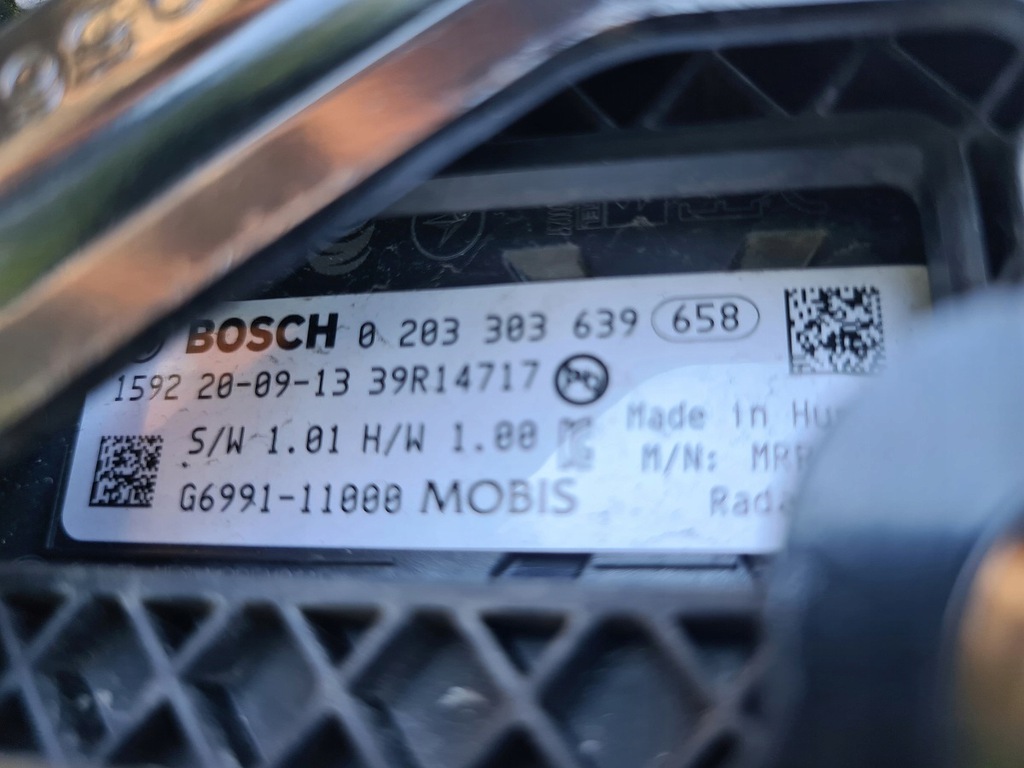 BOSCH 0 203 303 639 658
1592 20-09-13 39R14717 PG
S/W 1.01 H/W 1.00
G6991-11000 MOBIS
Made in
M/N: